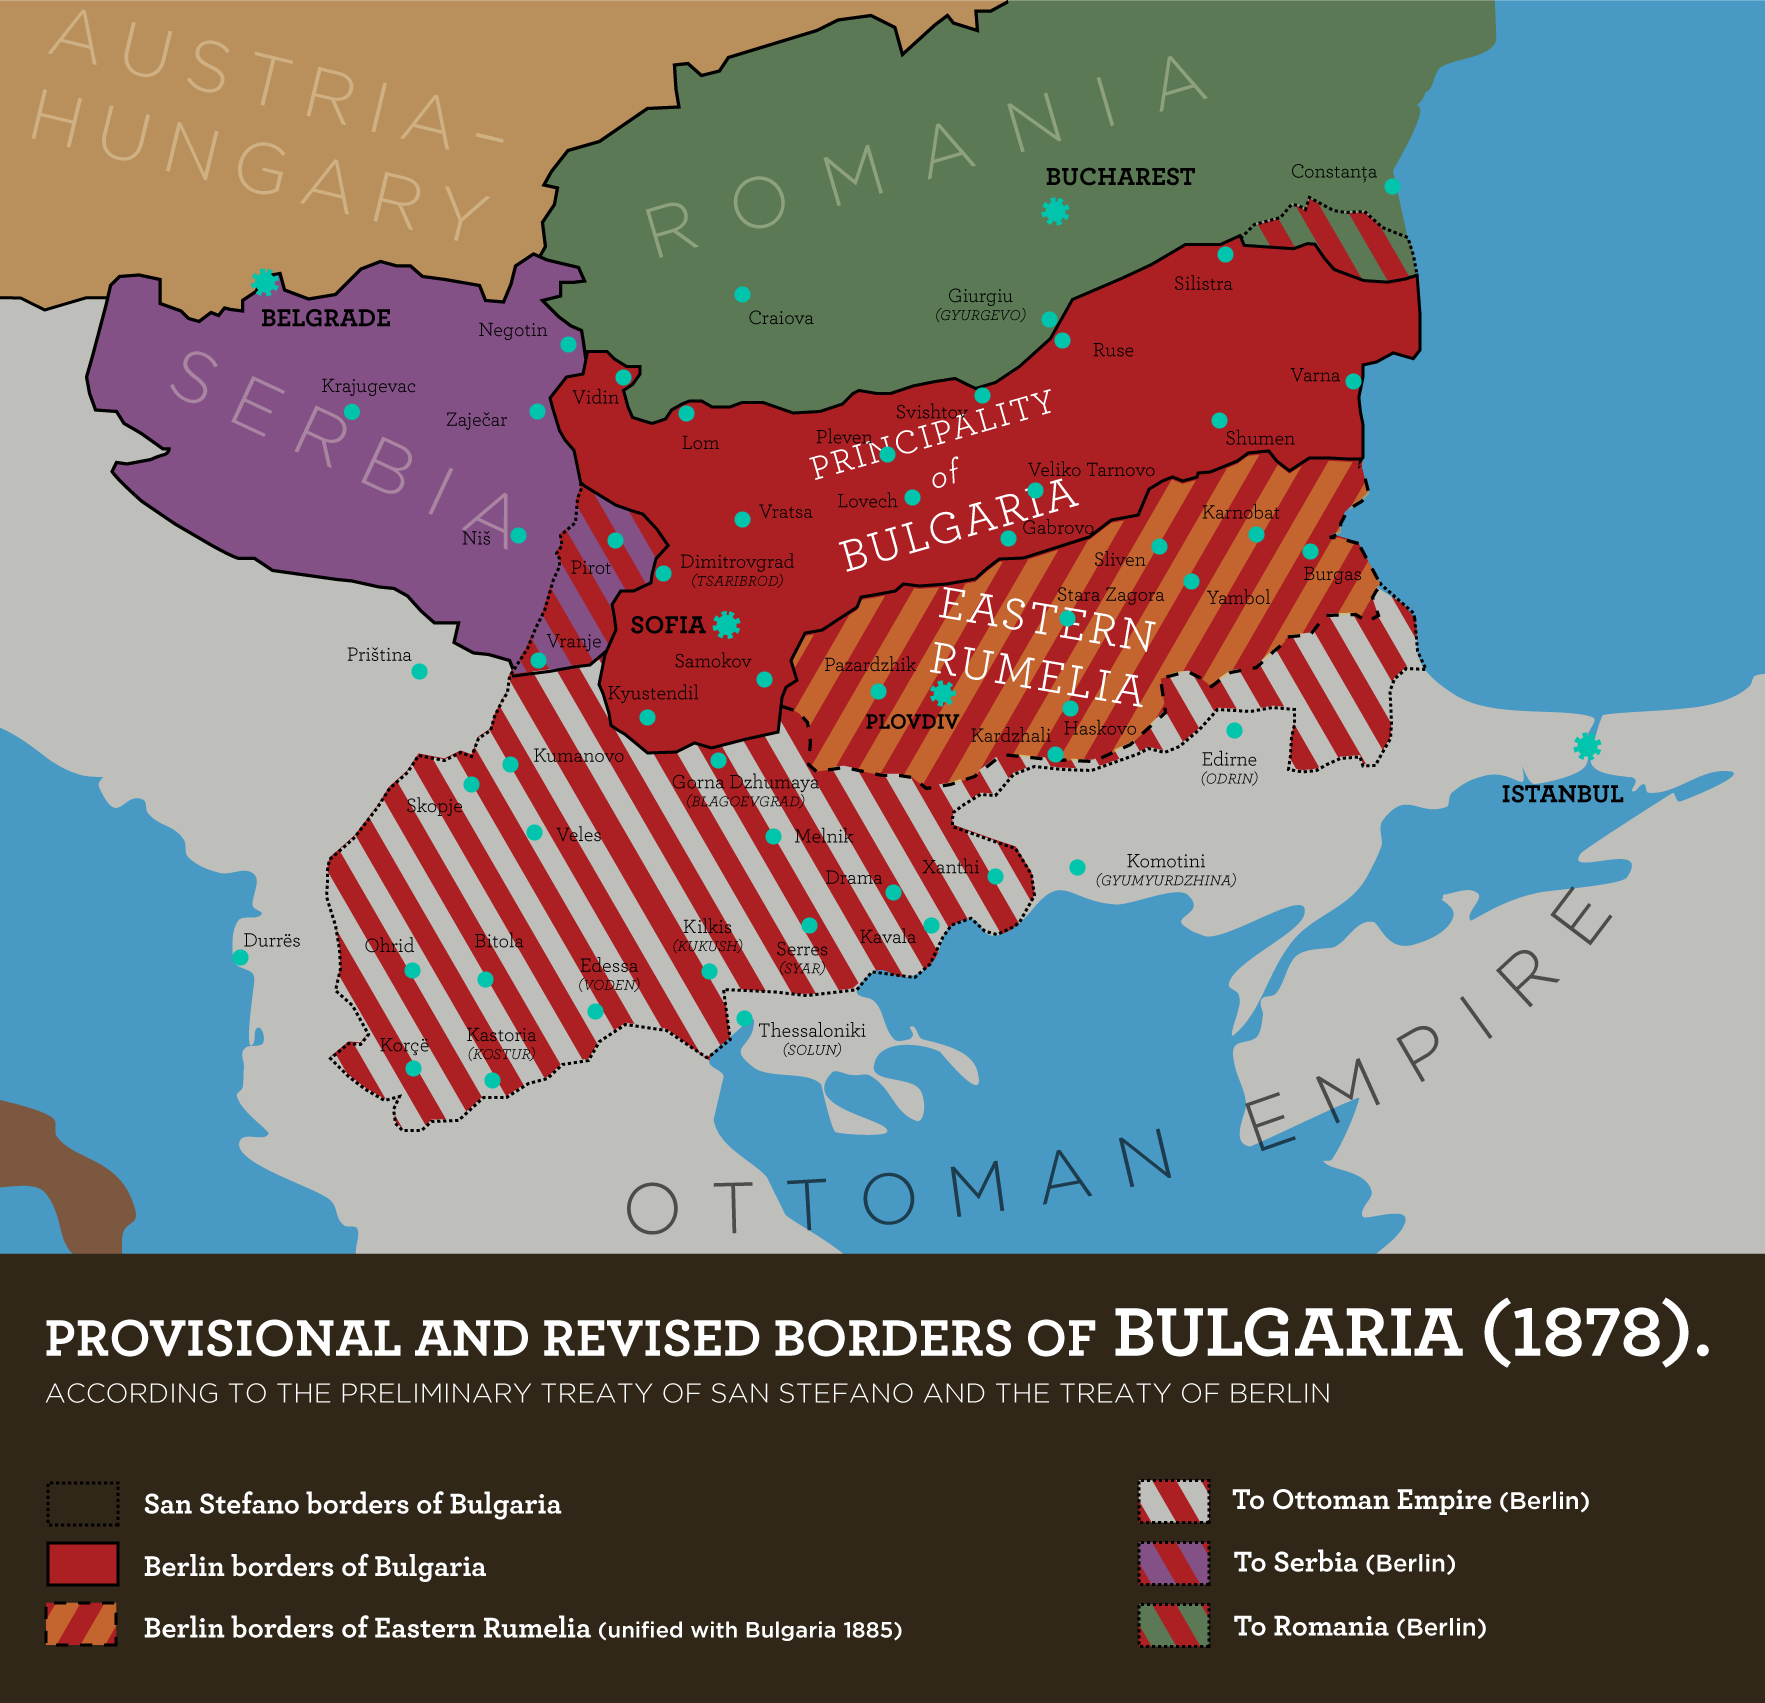 AUSTRIA-
HUNGARY
ROMANIA
BUCHAREST
Constanța
Silistra
BELGRADE
Negotin
Craiova
Giurgiu
(GYURGEVO)
Ruse
SERBIA
Krajugevac
Zaječar
Vidin
Lom
Svishtov
Pleven
PRINCIPALITY
of
BULGARIA
Varna
Shumen
Veliko Tarnovo
Lovech
Vratsa
Gabrovo
Karnobat
Niš
Pirot
Dimitrovgrad
(TSARIBROD)
Sliven
Burgas
Stara Zagora
Yambol
EASTERN
RUMELIA
SOFIA
Vranje
Priština
Samokov
Pazardzhik
Kyustendil
PLOVDIV
Kardzhali
Haskovo
Kumanovo
Edirne
(ODRIN)
Gorna Dzhumaya
(BLAGOEVGRAD)
Skopje
ISTANBUL
Veles
Melnik
Drama
Xanthi
Komotini
(GYUMYURDZHINA)
Durrës
Ohrid
Bitola
Kilkis
(KUKUSH)
Serres
(SYAR)
Kavala
Edessa
(VODEN)
Korçë
Kastoria
(KOSTUR)
Thessaloniki
(SOLUN)
OTTOMAN EMPIRE
PROVISIONAL AND REVISED BORDERS OF BULGARIA (1878).
ACCORDING TO THE PRELIMINARY TREATY OF SAN STEFANO AND THE TREATY OF BERLIN
San Stefano borders of Bulgaria
Berlin borders of Bulgaria
Berlin borders of Eastern Rumelia (unified with Bulgaria 1885)
To Ottoman Empire (Berlin)
To Serbia (Berlin)
To Romania (Berlin)